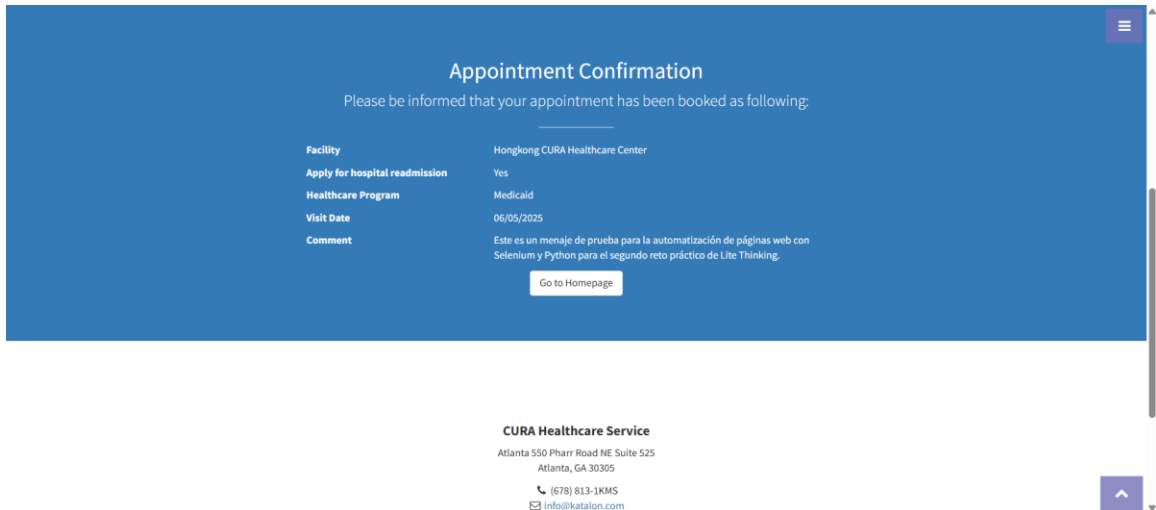 Appointment Confirmation
Please be informed that your appointment has been booked as following:
Facility Hongkong CURA Healthcare Center
Apply for hospital readmission Yes
Healthcare Program Medicaid
Visit Date 06/05/2025
Comment Este es un menaje de prueba para la automatización de páginas web con
Selenium y Python para el segundo reto práctico de Lite Thinking.
Go to Homepage
CURA Healthcare Service
Atlanta 550 Pharr Road NE Suite 525
Atlanta, GA 30305
(678) 813-1KMS
info@katalon.com